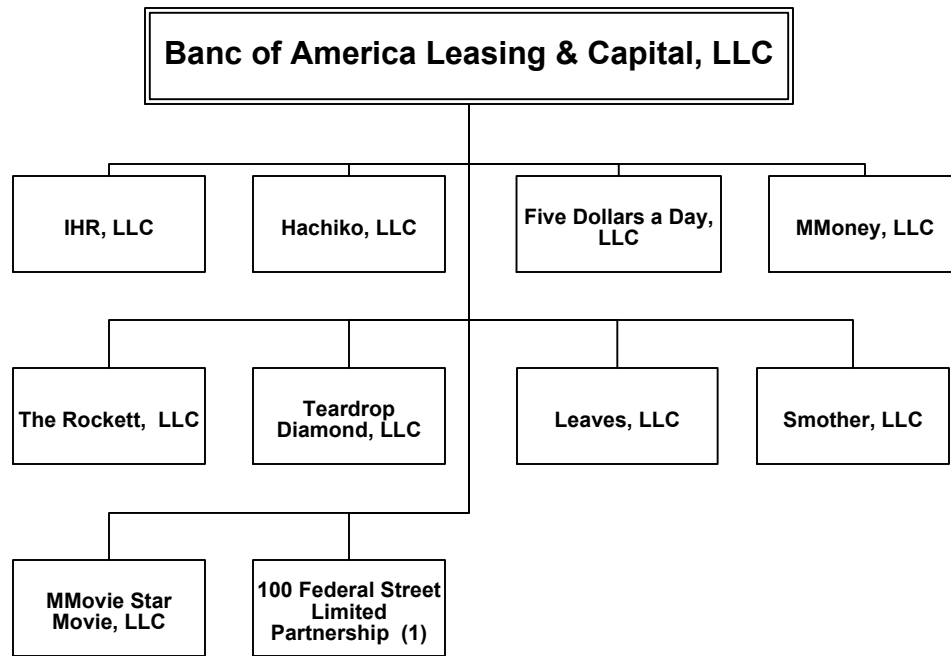 Banc of America Leasing & Capital, LLC
IHR, LLC
Hachiko, LLC
Five Dollars a Day,
LLC
MMoney, LLC
The Rockett,  LLC
Teardrop
Diamond, LLC
Leaves, LLC
Smother, LLC
MMovie Star
Movie, LLC
100 Federal Street
Limited
Partnership  (1)